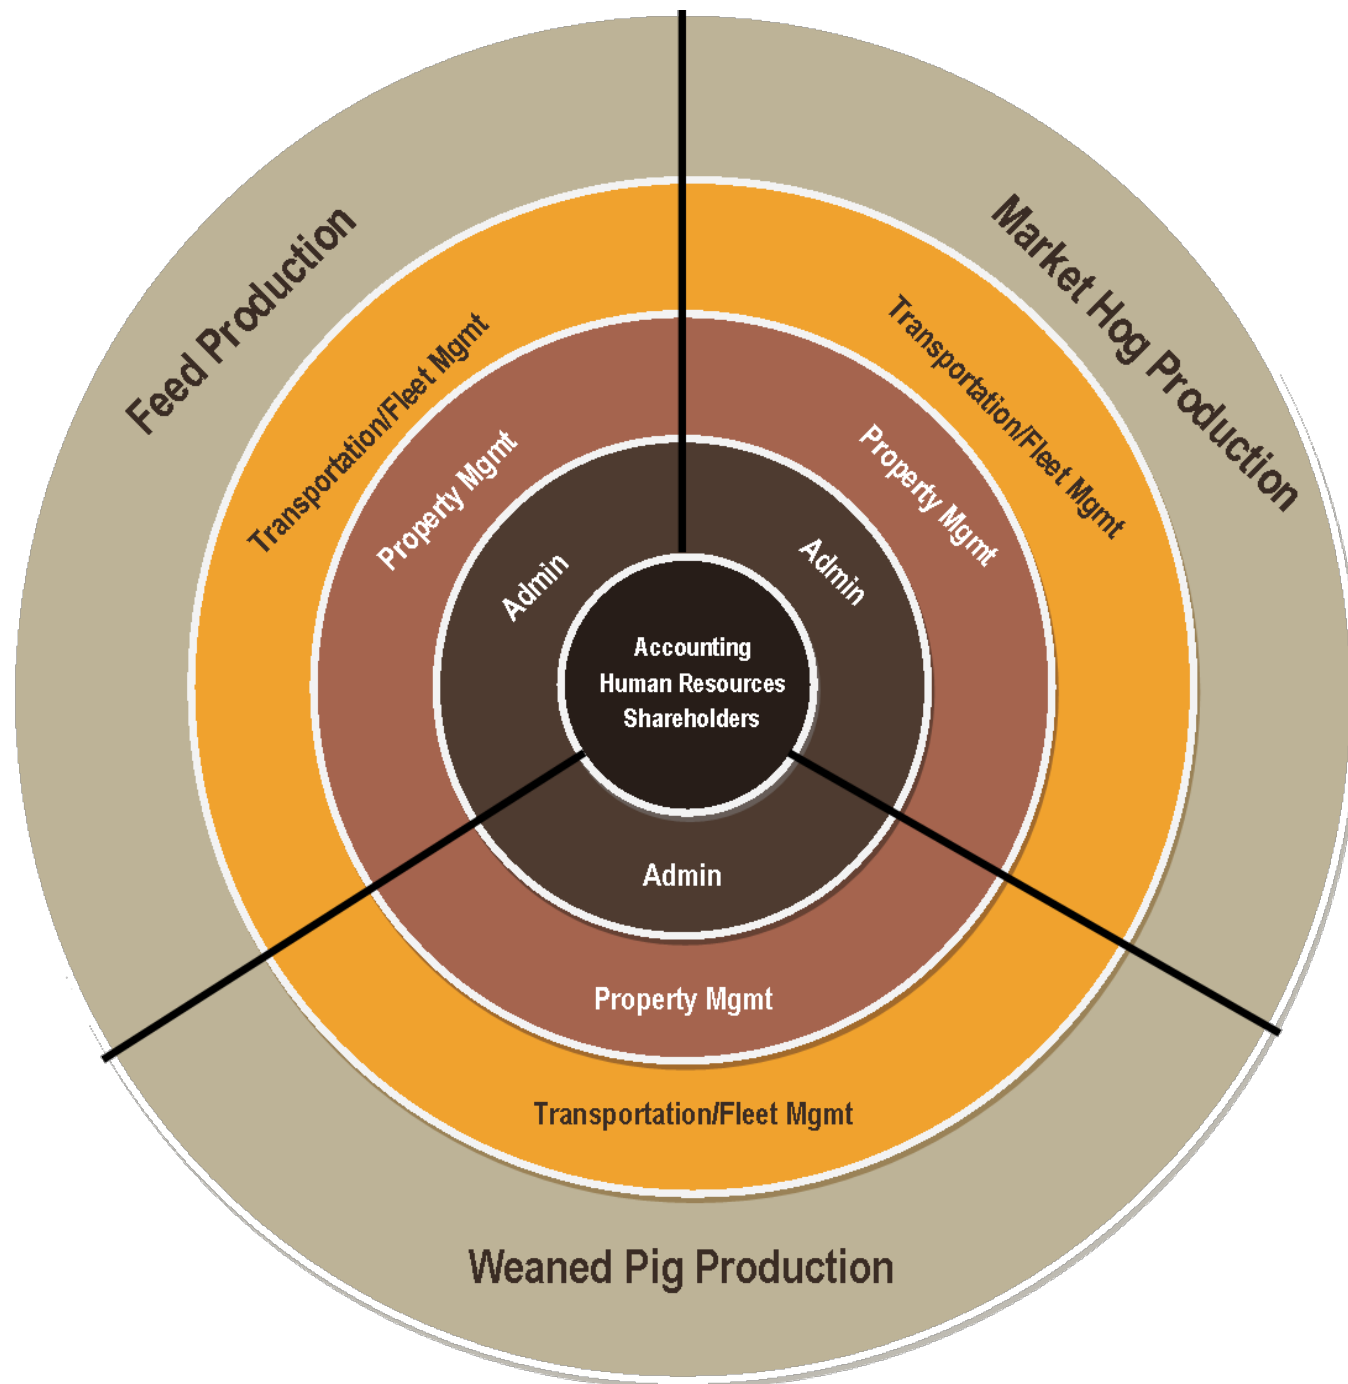 Feed Production
Market Hog Production
Transportation/Fleet Mgmt
Transportation/Fleet Mgmt
Property Mgmt
Property Mgmt
Admin
Admin
Accounting
Human Resources
Shareholders
Admin
Property Mgmt
Transportation/Fleet Mgmt
Weaned Pig Production